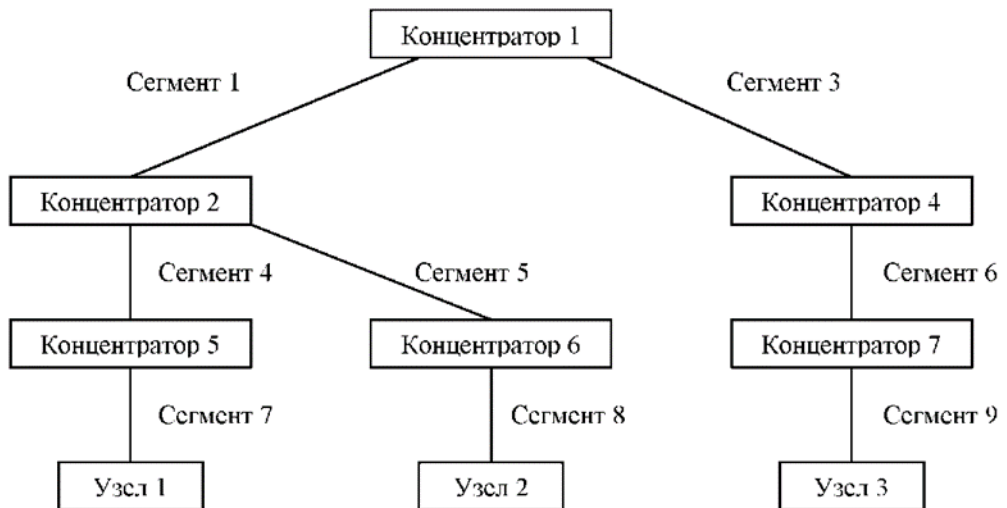 Концентратор 1
Сегмент 1
Сегмент 3
Концентратор 2
Концентратор 4
Сегмент 4
Сегмент 5
Сегмент 6
Концентратор 5
Концентратор 6
Концентратор 7
Сегмент 7
Сегмент 8
Сегмент 9
Узел 1
Узел 2
Узел 3